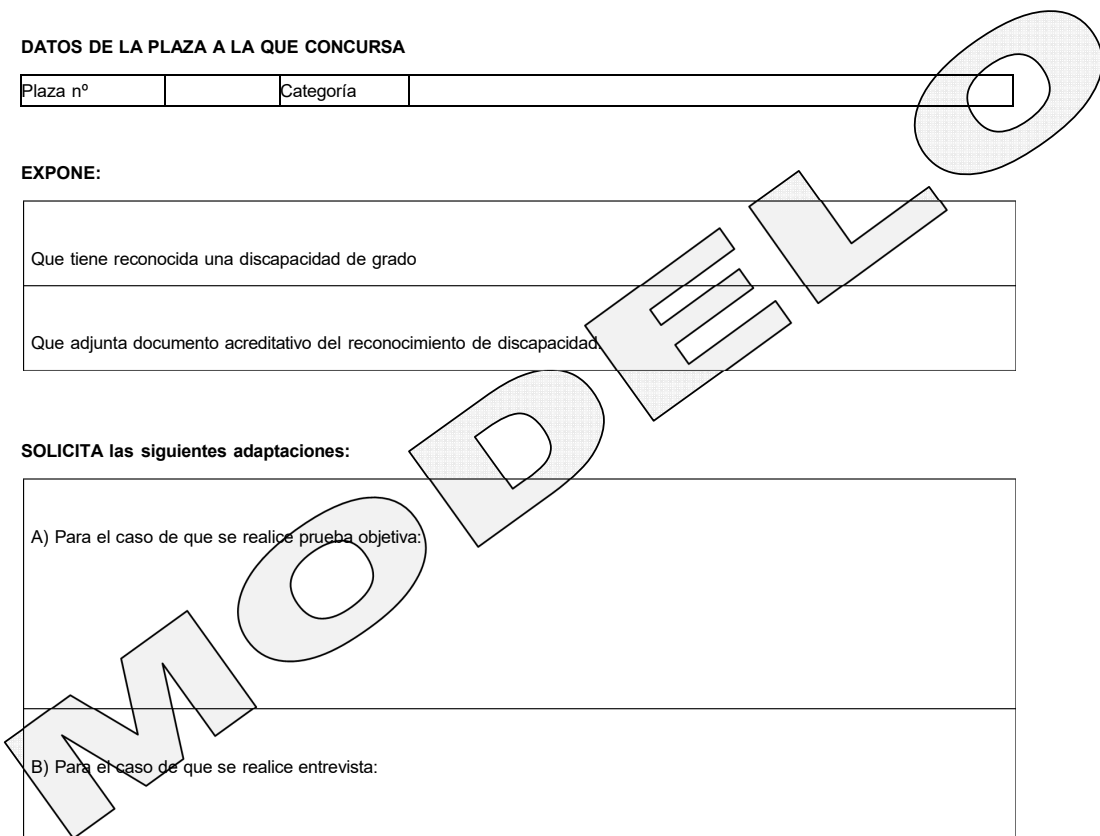 DATOS DE LA PLAZA A LA QUE CONCURSA
Plaza nº Categoría
EXPONE:
Que tiene reconocida una discapacidad de grado
Que adjunta documento acreditativo del reconocimiento de discapacidad.
SOLICITA las siguientes adaptaciones:
A) Para el caso de que se realice prueba objetiva:
B) Para el caso de que se realice entrevista:
MODELO